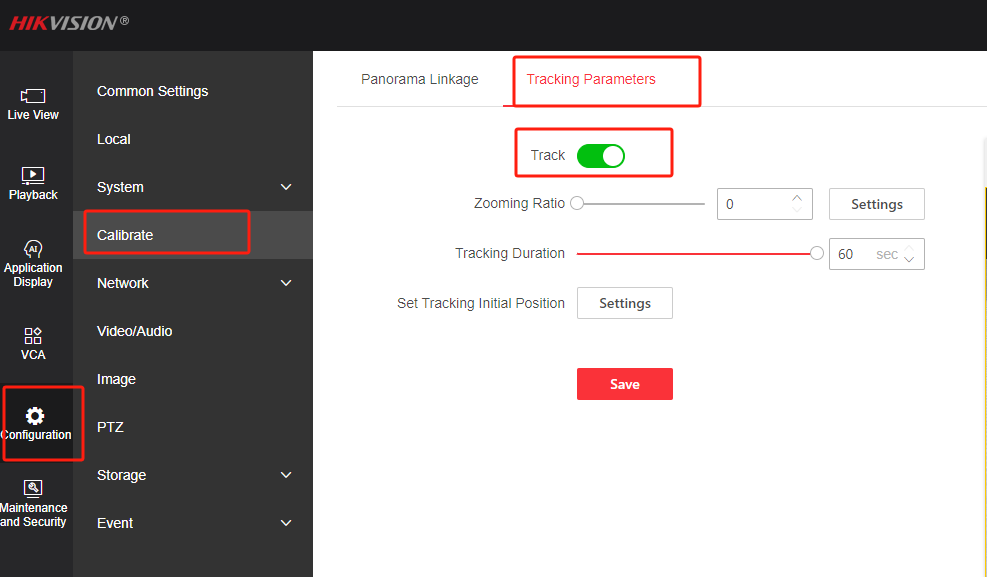 HIKVISION®
Live View
Playback
AI
Application
Display
VCA
Configuration
Maintenance
and Security
Common Settings
Local
System
Calibrate
Network
Video/Audio
Image
PTZ
Storage
Event
Panorama Linkage
Tracking Parameters
Track
Zooming Ratio
0
Settings
Tracking Duration
60 sec
Set Tracking Initial Position
Settings
Save